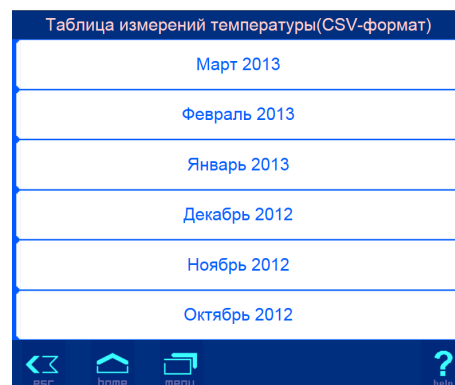 Таблица измерений температуры(CSV-формат)
Март 2013
Февраль 2013
Январь 2013
Декабрь 2012
Ноябрь 2012
Октябрь 2012
esc home menu help